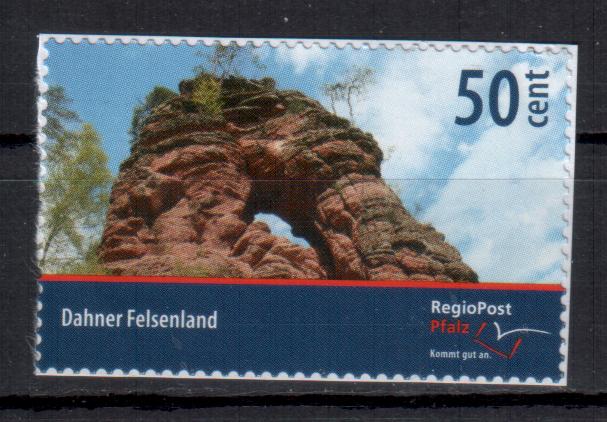 50 cent
Dahner Felsenland
RegioPost
Pfalz
Kommt gut an.